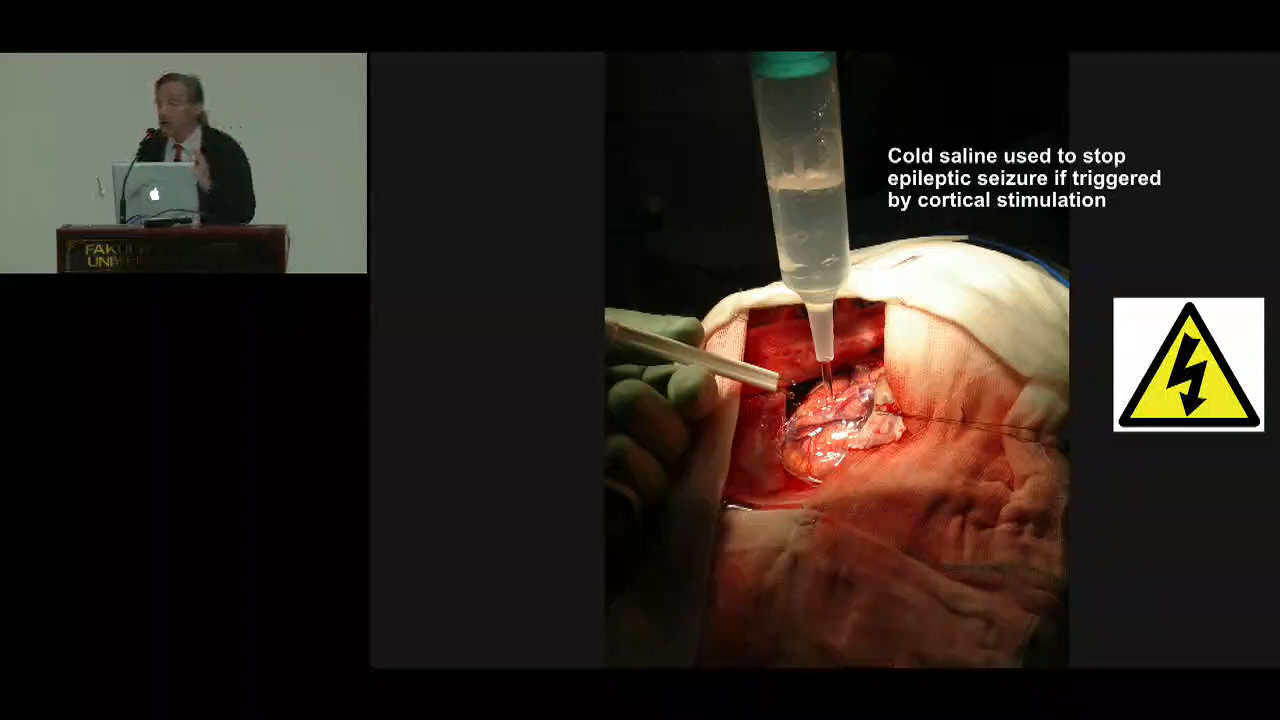 Cold saline used to stop
epileptic seizure if triggered
by cortical stimulation